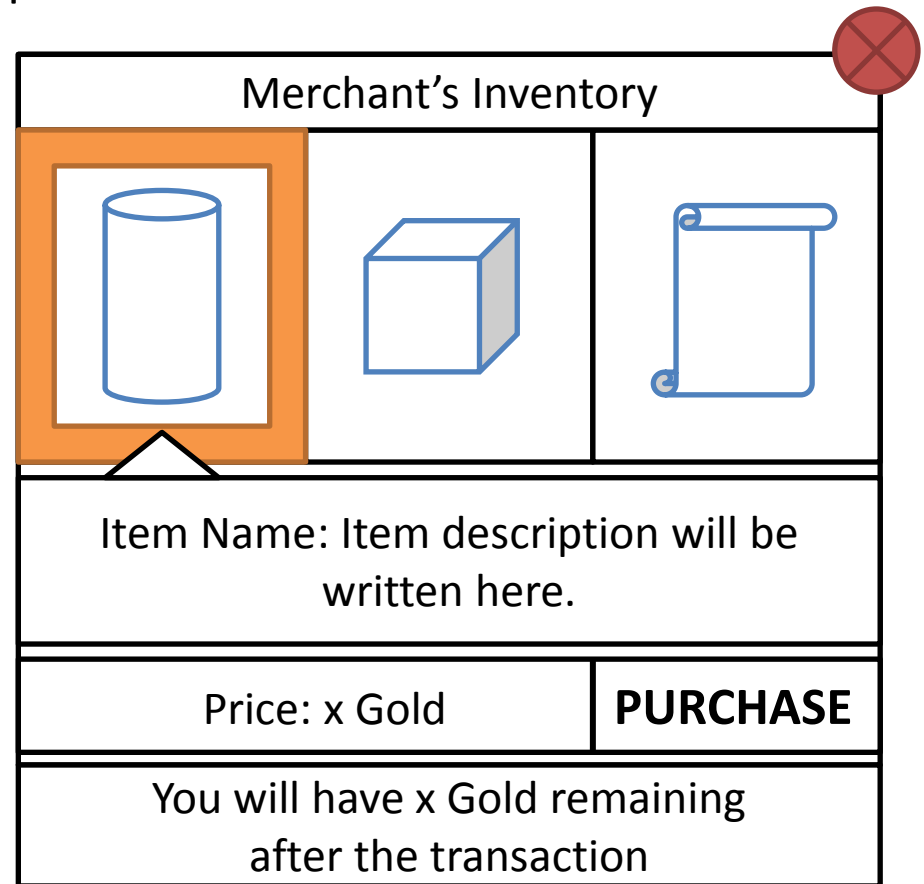 Merchant’s Inventory
Item Name: Item description will be
written here.
Price: x Gold
PURCHASE
You will have x Gold remaining
after the transaction